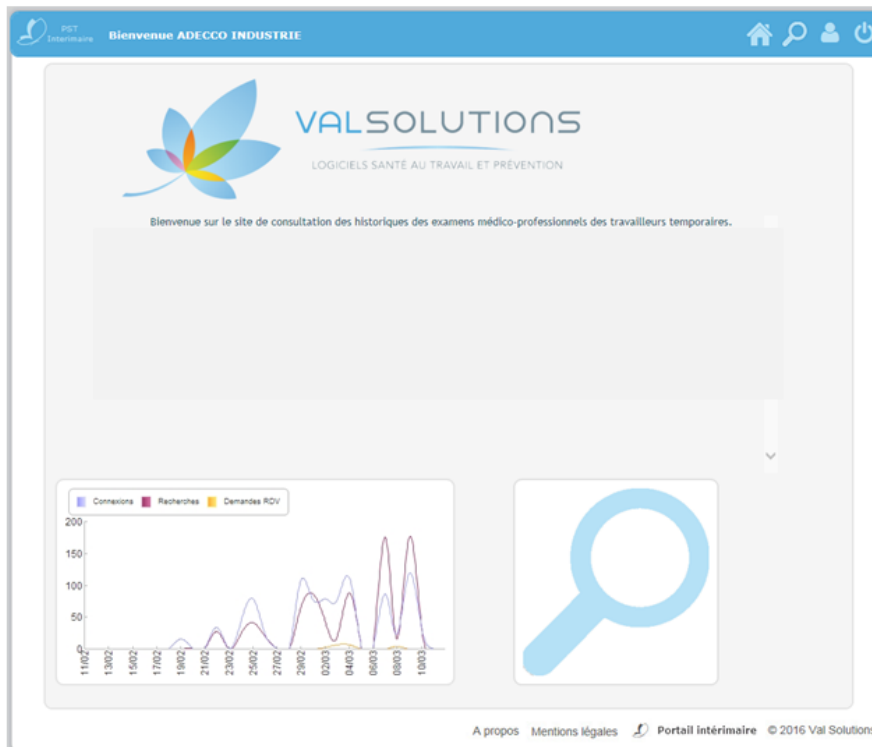 PST
Interimaire
Bienvenue ADECCO INDUSTRIE
VALSOLUTIONS
LOGICIELS SANTÉ AU TRAVAIL ET PRÉVENTION
Bienvenue sur le site de consultation des historiques des examens médico-professionnels des travailleurs temporaires.
Connexions Recherches Demandes RDV
200
150
100
50
0
11/02 13/02 15/02 17/02 19/02 21/02 23/02 25/02 27/02 29/02 02/03 04/03 06/03 08/03 10/03
A propos Mentions légales Portail intérimaire © 2016 Val Solutions